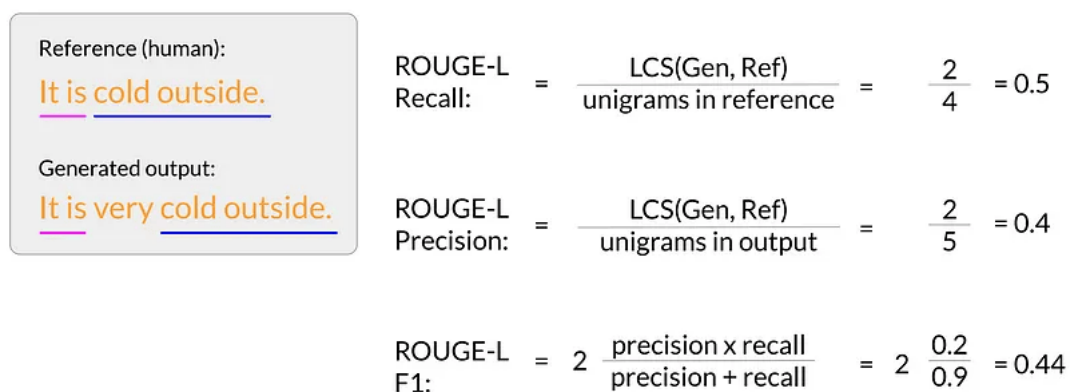 Reference (human):
It is cold outside.
Generated output:
It is very cold outside.
ROUGE-L Recall: = LCS(Gen, Ref) / unigrams in reference = 2 / 4 = 0.5
ROUGE-L Precision: = LCS(Gen, Ref) / unigrams in output = 2 / 5 = 0.4
ROUGE-L F1: = 2 precision x recall / precision + recall = 2 0.2 / 0.9 = 0.44